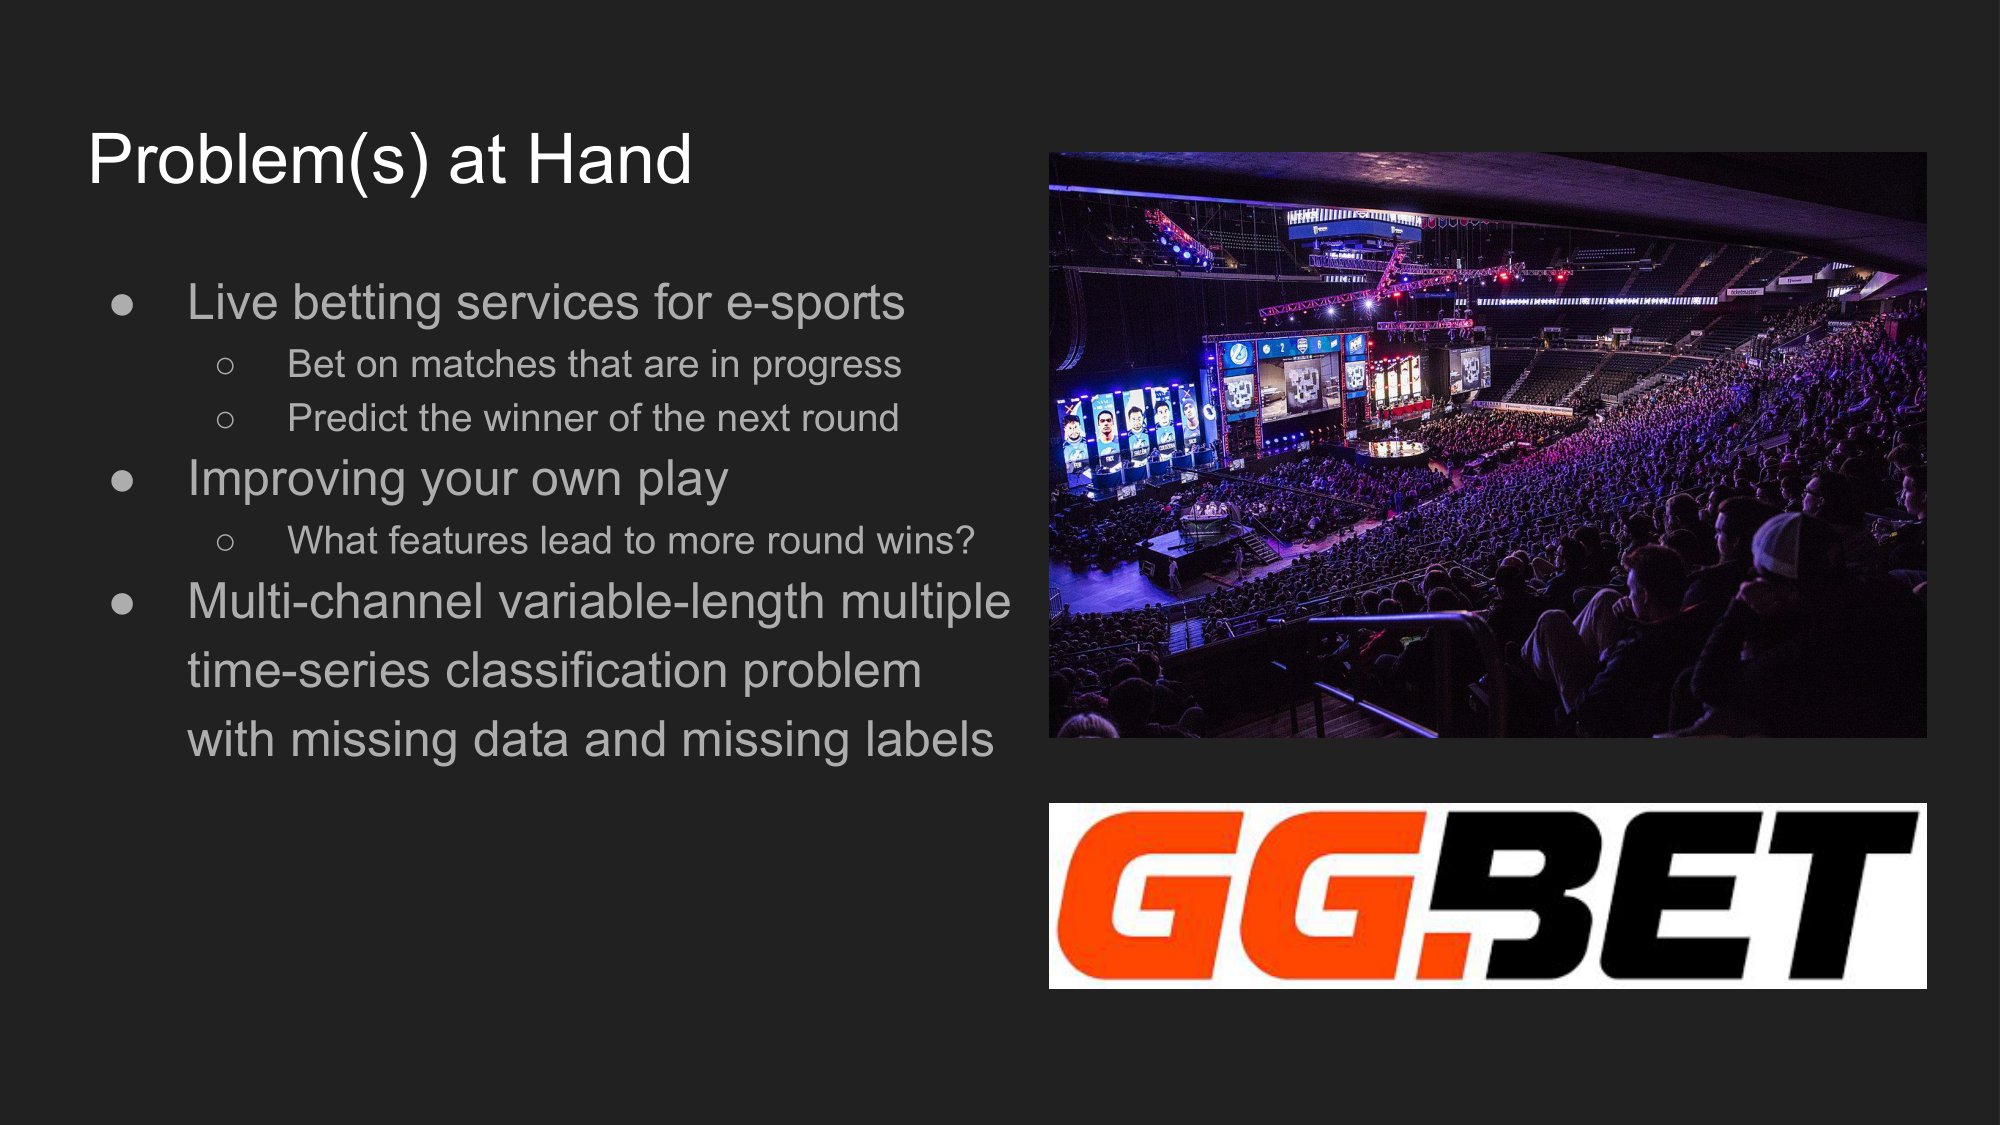 Problem(s) at Hand
● Live betting services for e-sports
○ Bet on matches that are in progress
○ Predict the winner of the next round
● Improving your own play
○ What features lead to more round wins?
● Multi-channel variable-length multiple
time-series classification problem
with missing data and missing labels
ticketmaster
GG.BET